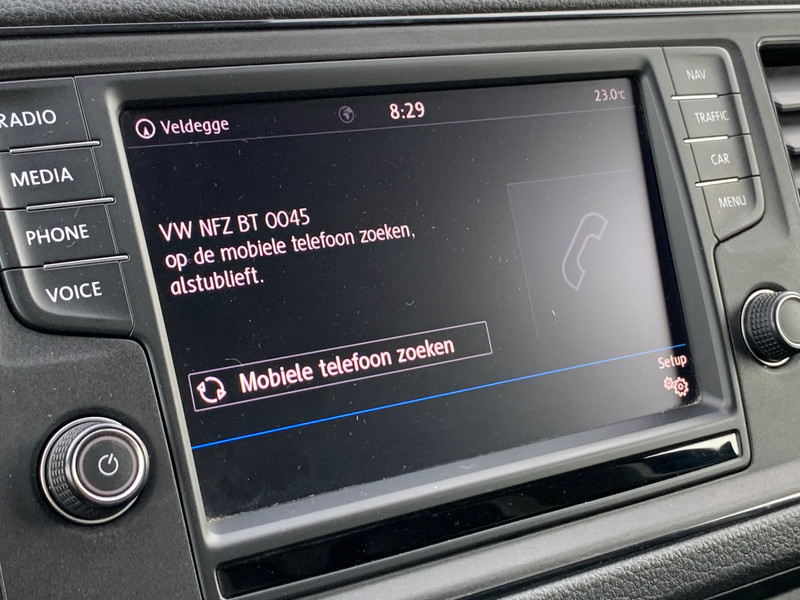 RADIO
MEDIA
PHONE
VOICE
Veldegge
8:29
23.0°C
VW NFZ BT 0045
op de mobiele telefoon zoeken,
alstublieft.
Mobiele telefoon zoeken
Setup
NAV
TRAFFIC
CAR
MENU